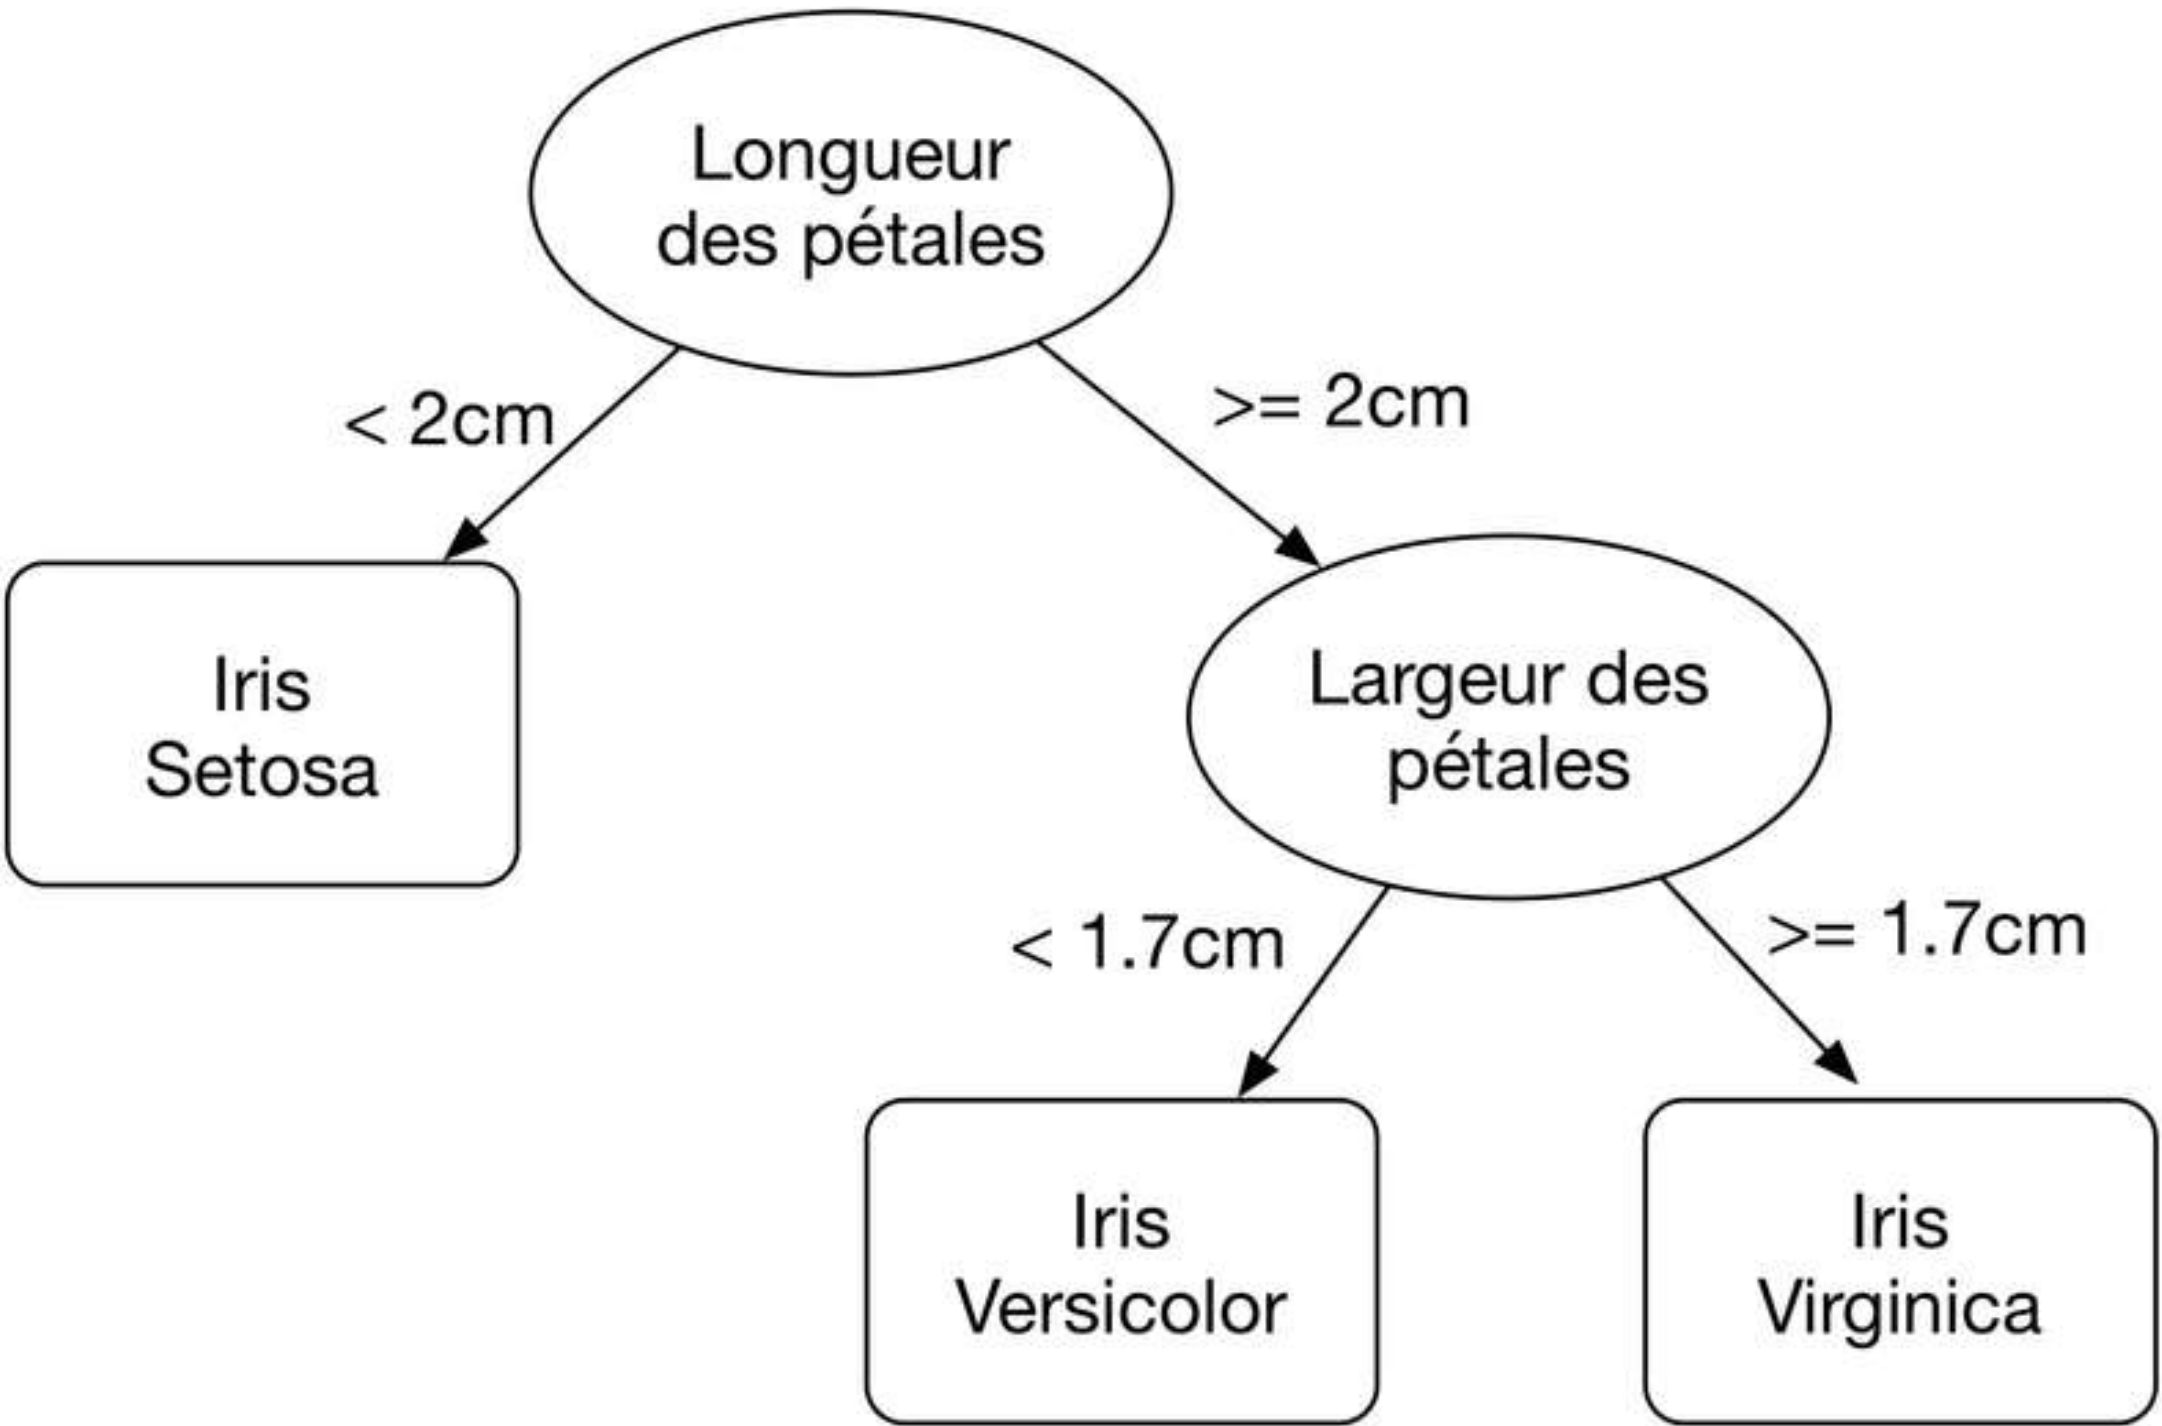 Longueur
des pétales
< 2cm
>= 2cm
Iris
Setosa
Largeur des
pétales
< 1.7cm
>= 1.7cm
Iris
Versicolor
Iris
Virginica